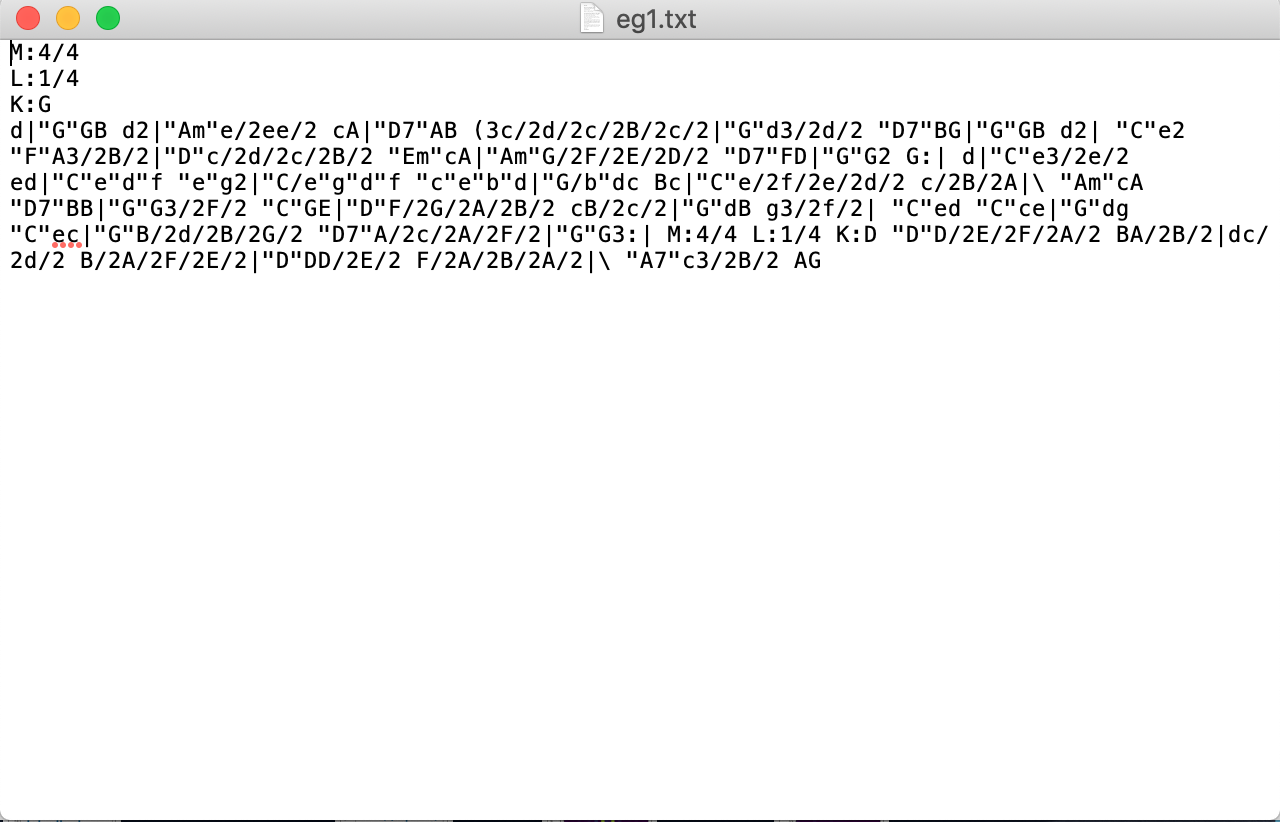 eg1.txt
M:4/4
L:1/4
K:G
d|"G"GB d2|"Am"e/2ee/2 cA|"D7"AB (3c/2d/2c/2B/2c/2|"G"d3/2d/2 "D7"BG|"G"GB d2| "C"e2
"F"A3/2B/2|"D"c/2d/2c/2B/2 "Em"cA|"Am"G/2F/2E/2D/2 "D7"FD|"G"G2 G:| d|"C"e3/2e/2
ed|"C"e"d"f "e"g2|"C/e"g"d"f "c"e"b"d|"G/b"dc Bc|"C"e/2f/2e/2d/2 c/2B/2A|\ "Am"cA
"D7"BB|"G"G3/2F/2 "C"GE|"D"F/2G/2A/2B/2 cB/2c/2|"G"dB g3/2f/2| "C"ed "C"ce|"G"dg
"C"ec|"G"B/2d/2B/2G/2 "D7"A/2c/2A/2F/2|"G"G3:| M:4/4 L:1/4 K:D "D"D/2E/2F/2A/2 BA/2B/2|dc/
2d/2 B/2A/2F/2E/2|"D"DD/2E/2 F/2A/2B/2A/2|\ "A7"c3/2B/2 AG